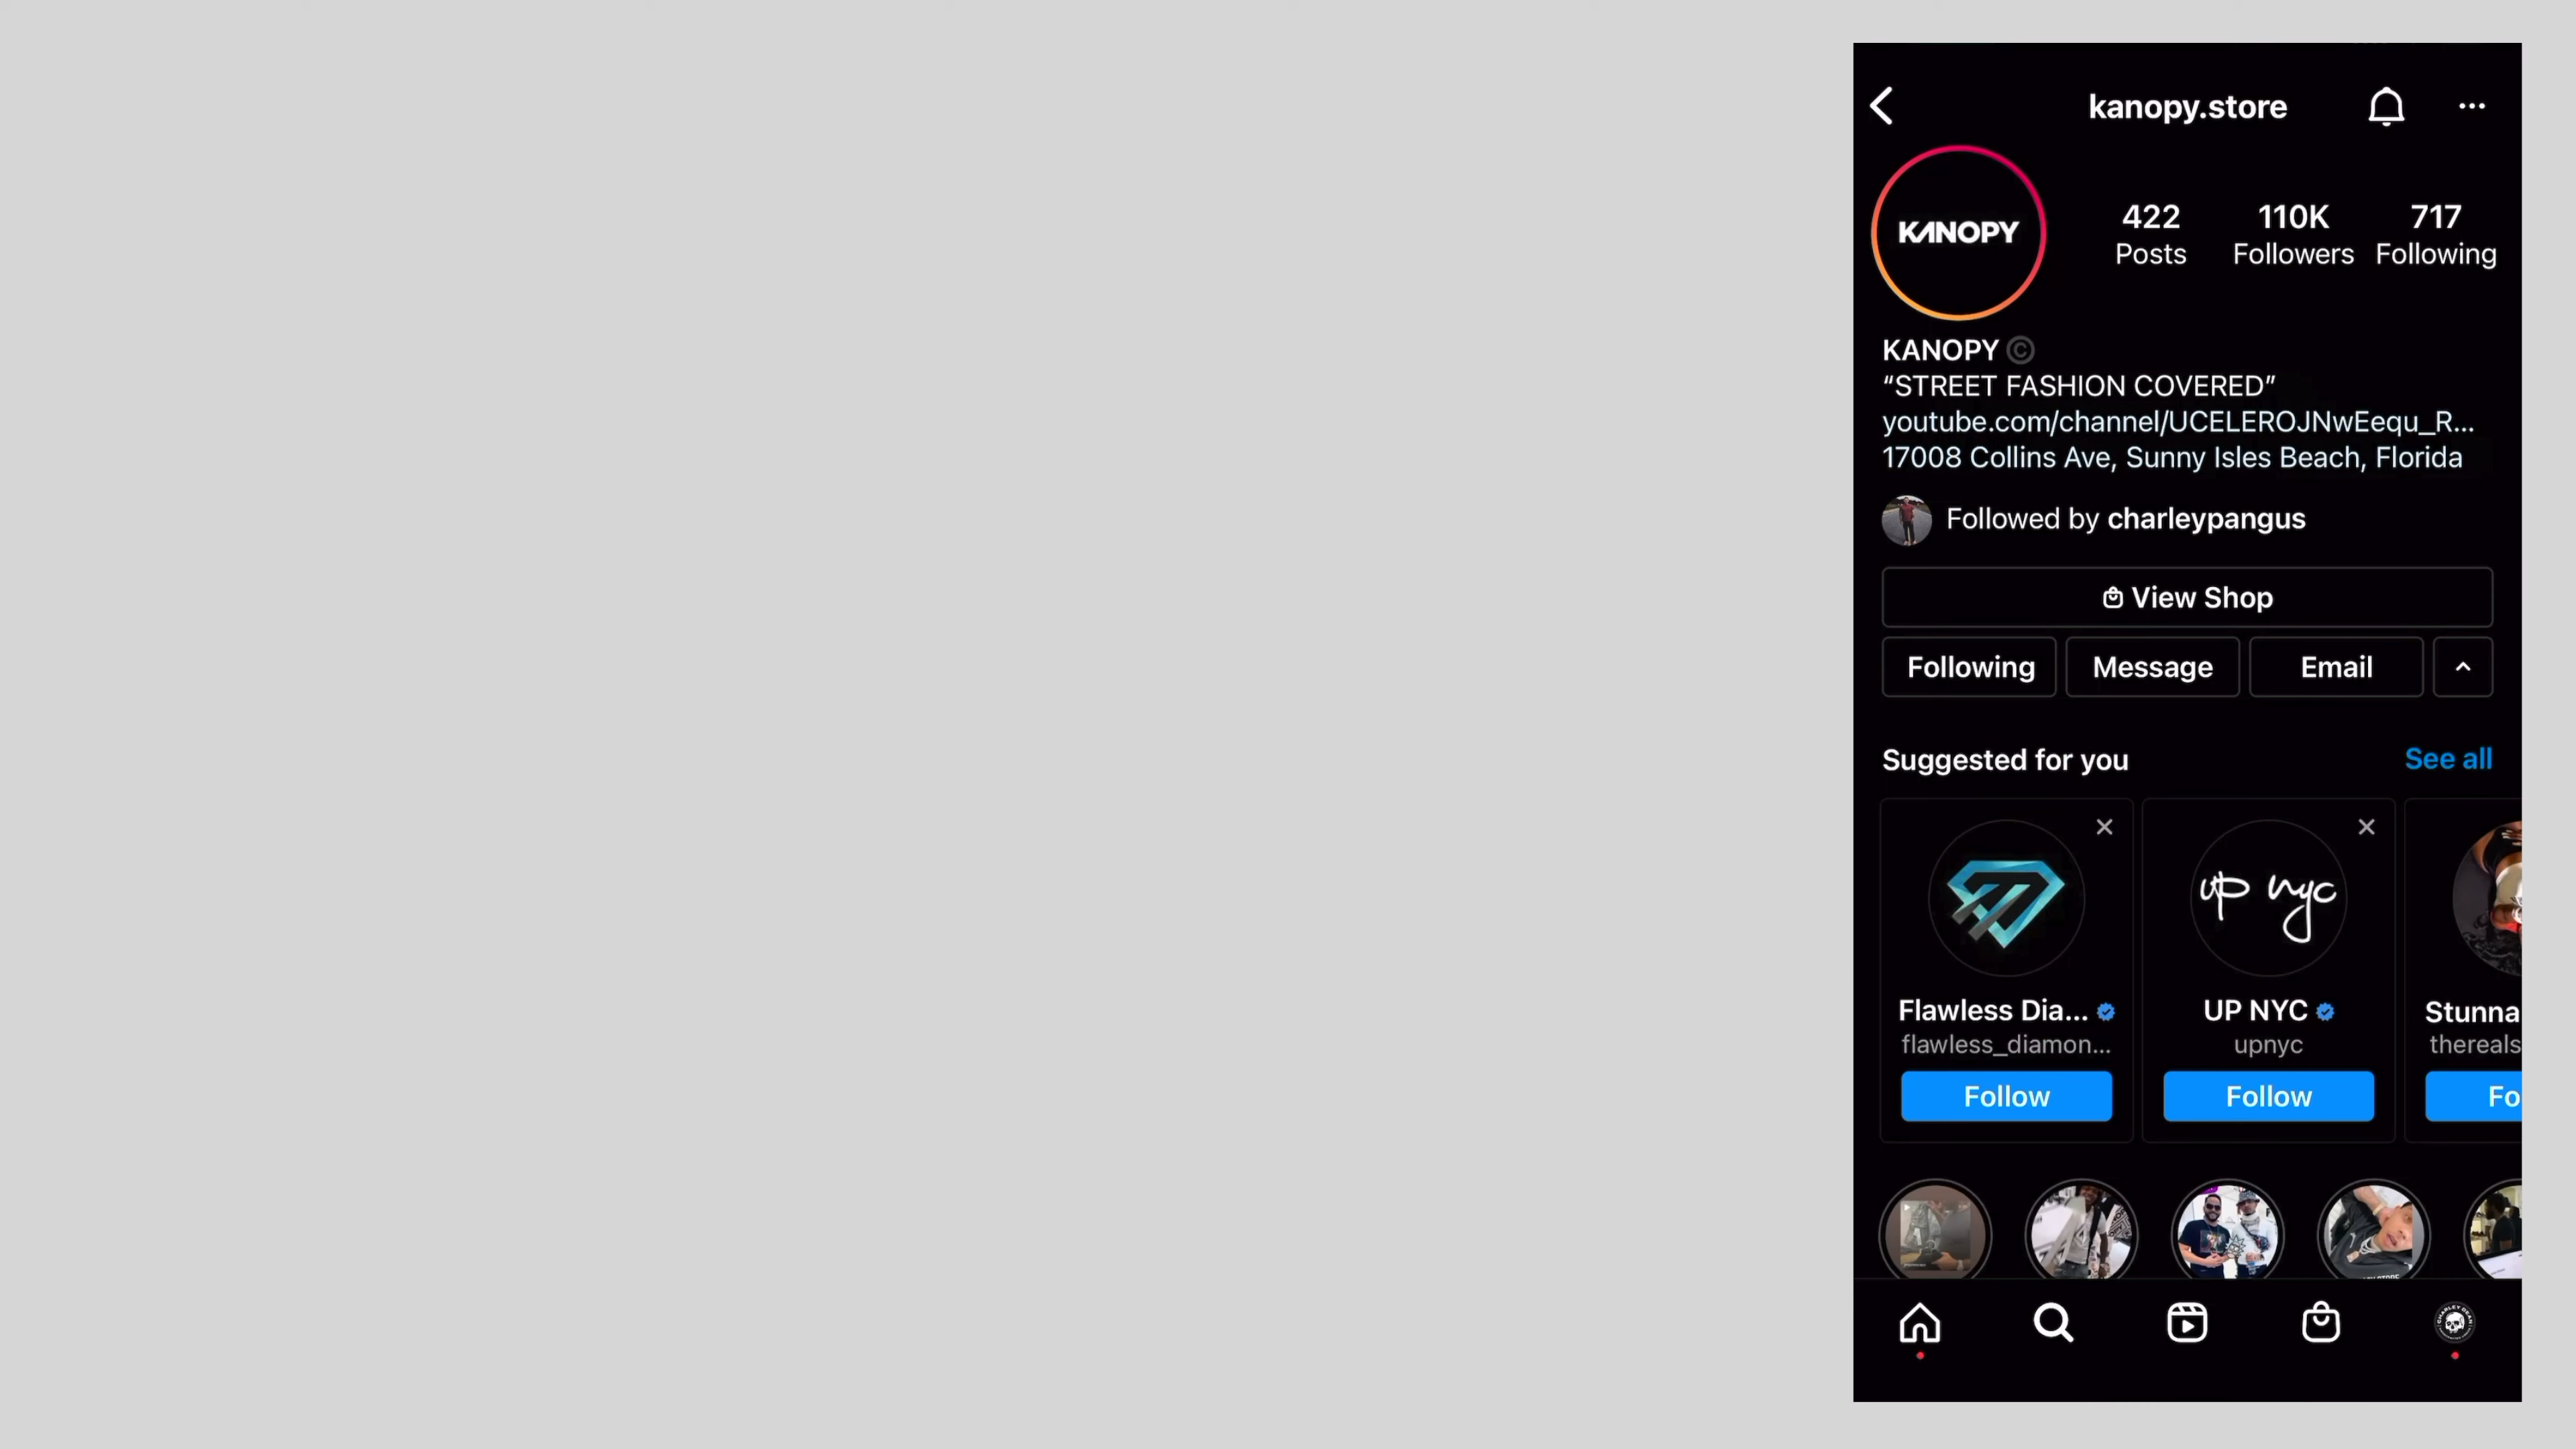 kanopy.store
KANOPY
422
Posts
110K
Followers
717
Following
KANOPY ©
“STREET FASHION COVERED”
youtube.com/channel/UCELEROJNwEequ_R...
17008 Collins Ave, Sunny Isles Beach, Florida
Followed by charleypangus
View Shop
Following
Message
Email
Suggested for you
See all
up nyc
Flawless Dia...
flawless_diamon...
Follow
UP NYC
upnyc
Follow
Stunna
thereals
Fo